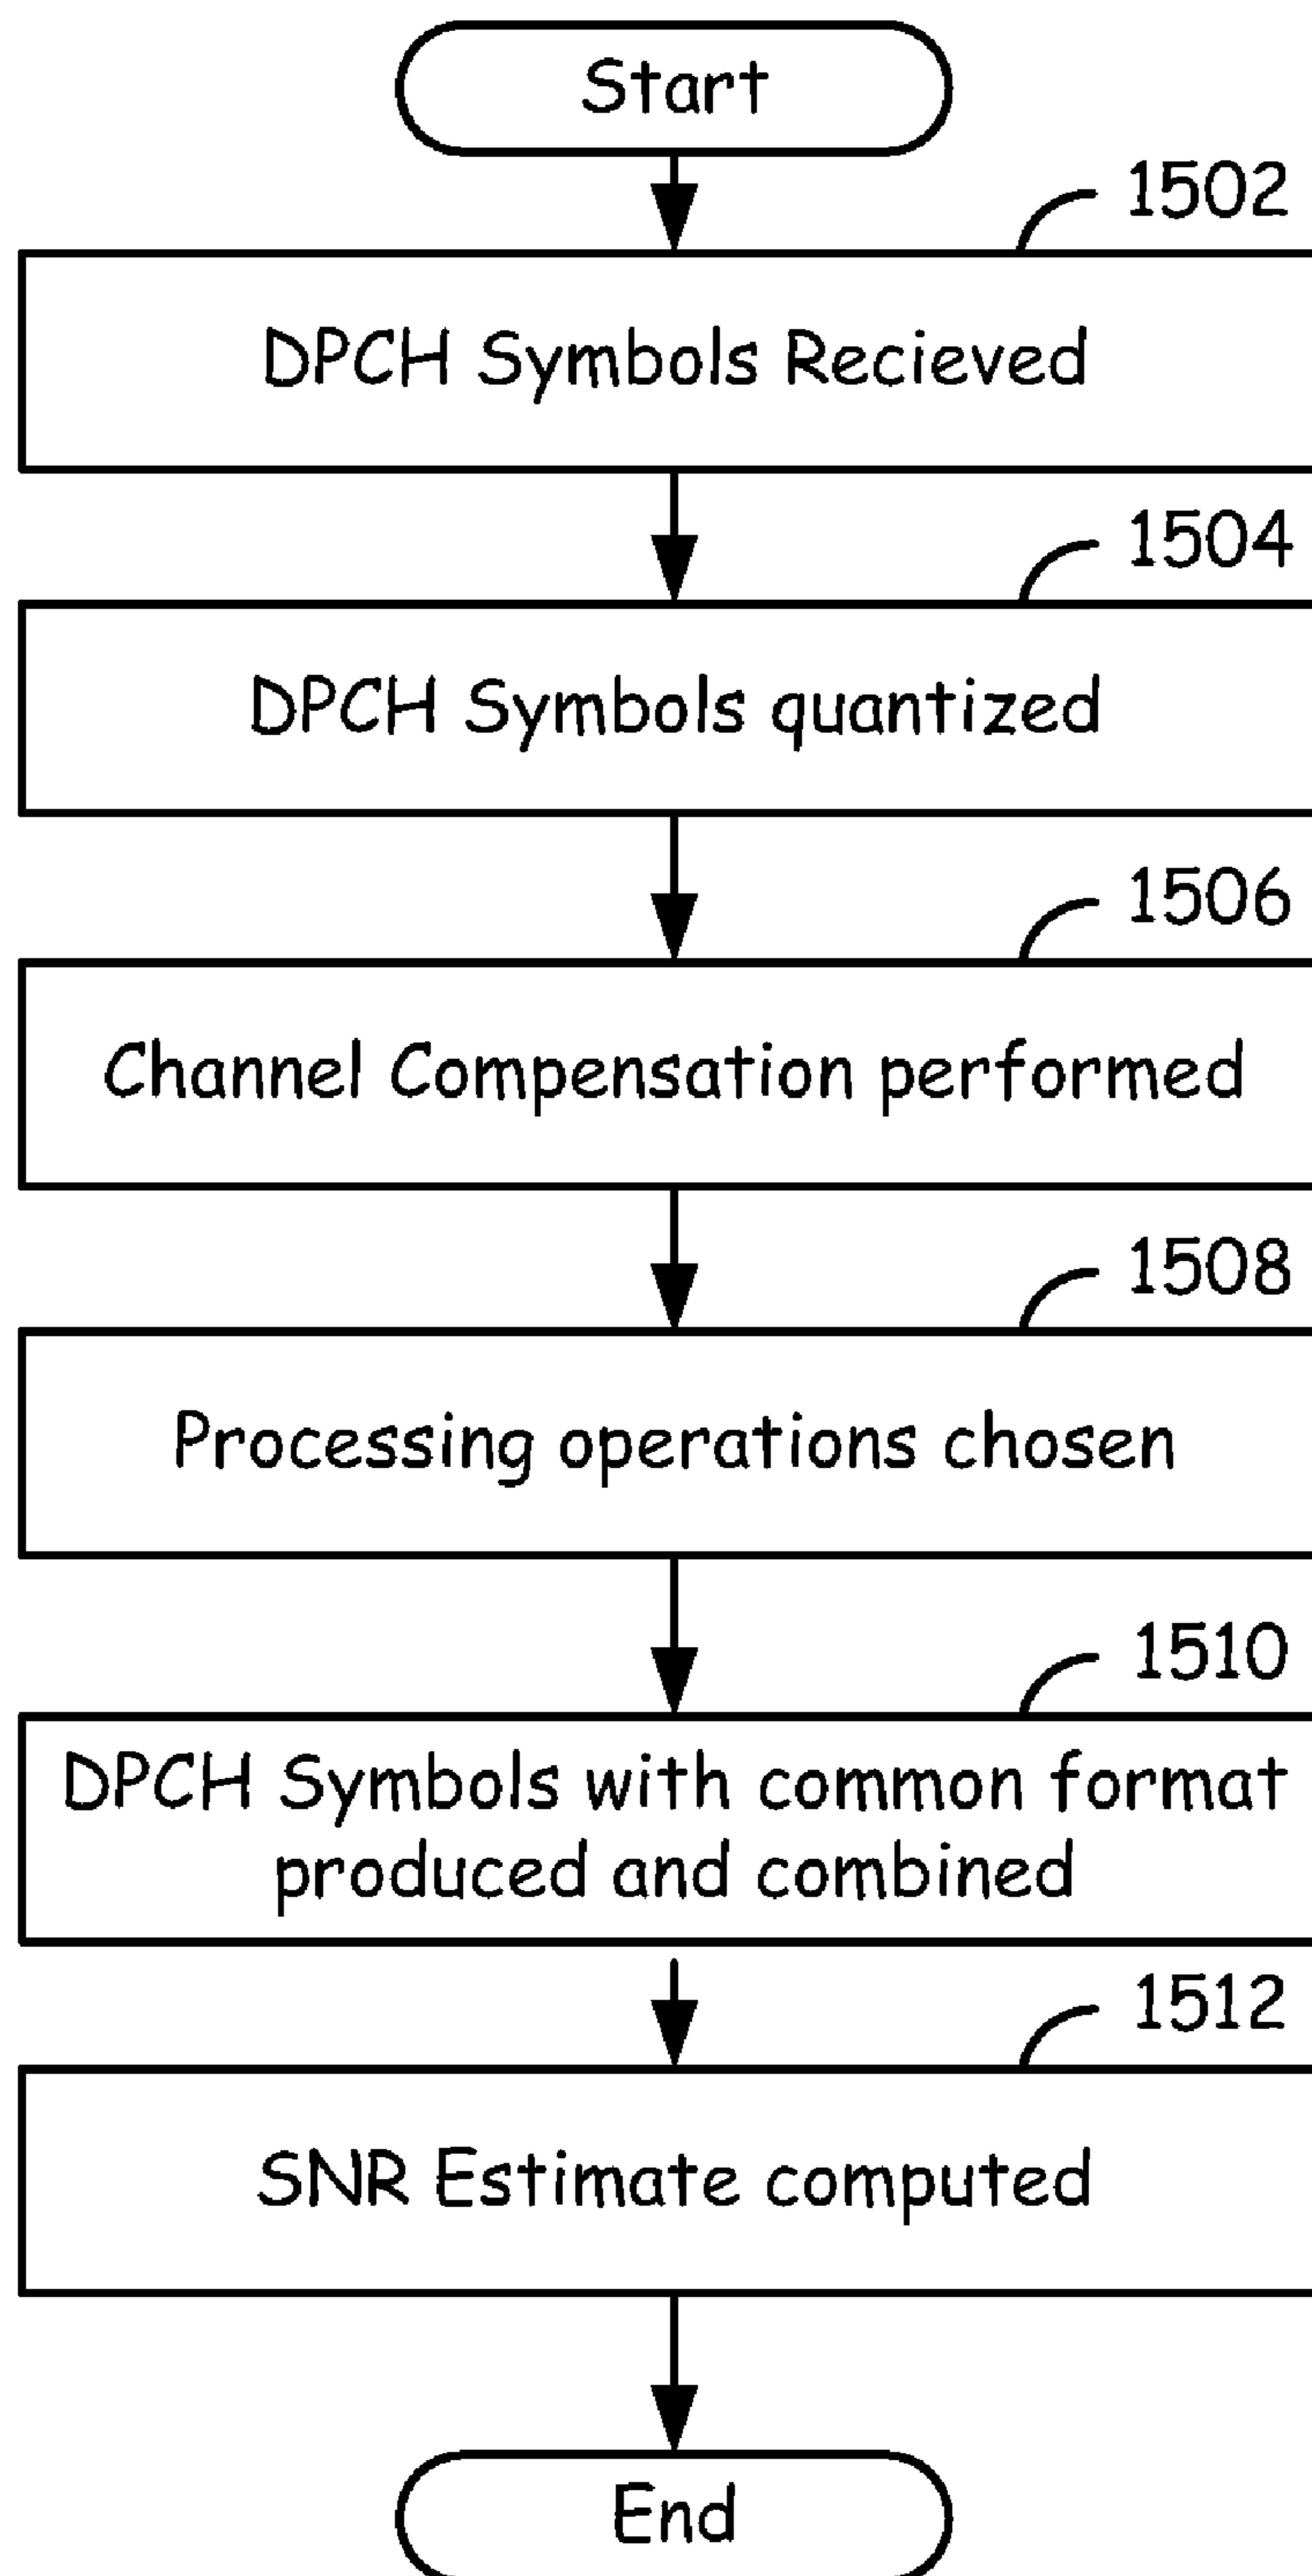 Start
1502
DPCH Symbols Recieved
1504
DPCH Symbols quantized
1506
Channel Compensation performed
1508
Processing operations chosen
1510
DPCH Symbols with common format
produced and combined
1512
SNR Estimate computed
End